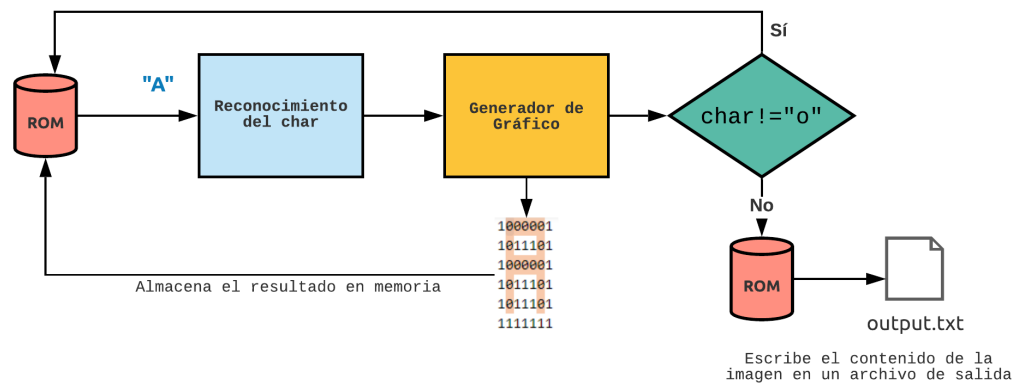 Sí
"A"
ROM
Reconocimiento
del char
Generador de
Gráfico
char!="o"
No
1000001
1011101
1000001
1011101
1011101
1111111
Almacena el resultado en memoria
ROM
output.txt
Escribe el contenido de la
imagen en un archivo de salida